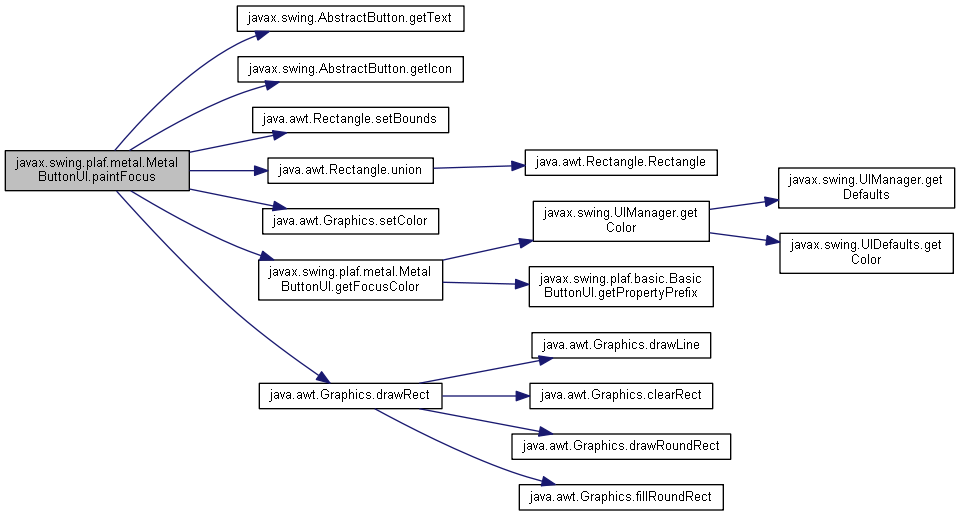 javax.swing.AbstractButton.getText
javax.swing.AbstractButton.getIcon
java.awt.Rectangle.setBounds
javax.swing.plaf.metal.Metal
ButtonUI.paintFocus
java.awt.Rectangle.union
java.awt.Rectangle.Rectangle
java.awt.Graphics.setColor
javax.swing.plaf.metal.Metal
ButtonUI.getFocusColor
javax.swing.UIManager.get
Color
javax.swing.UIManager.get
Defaults
javax.swing.UIDefaults.get
Color
javax.swing.plaf.basic.Basic
ButtonUI.getPropertyPrefix
java.awt.Graphics.drawRect
java.awt.Graphics.drawLine
java.awt.Graphics.clearRect
java.awt.Graphics.drawRoundRect
java.awt.Graphics.fillRoundRect